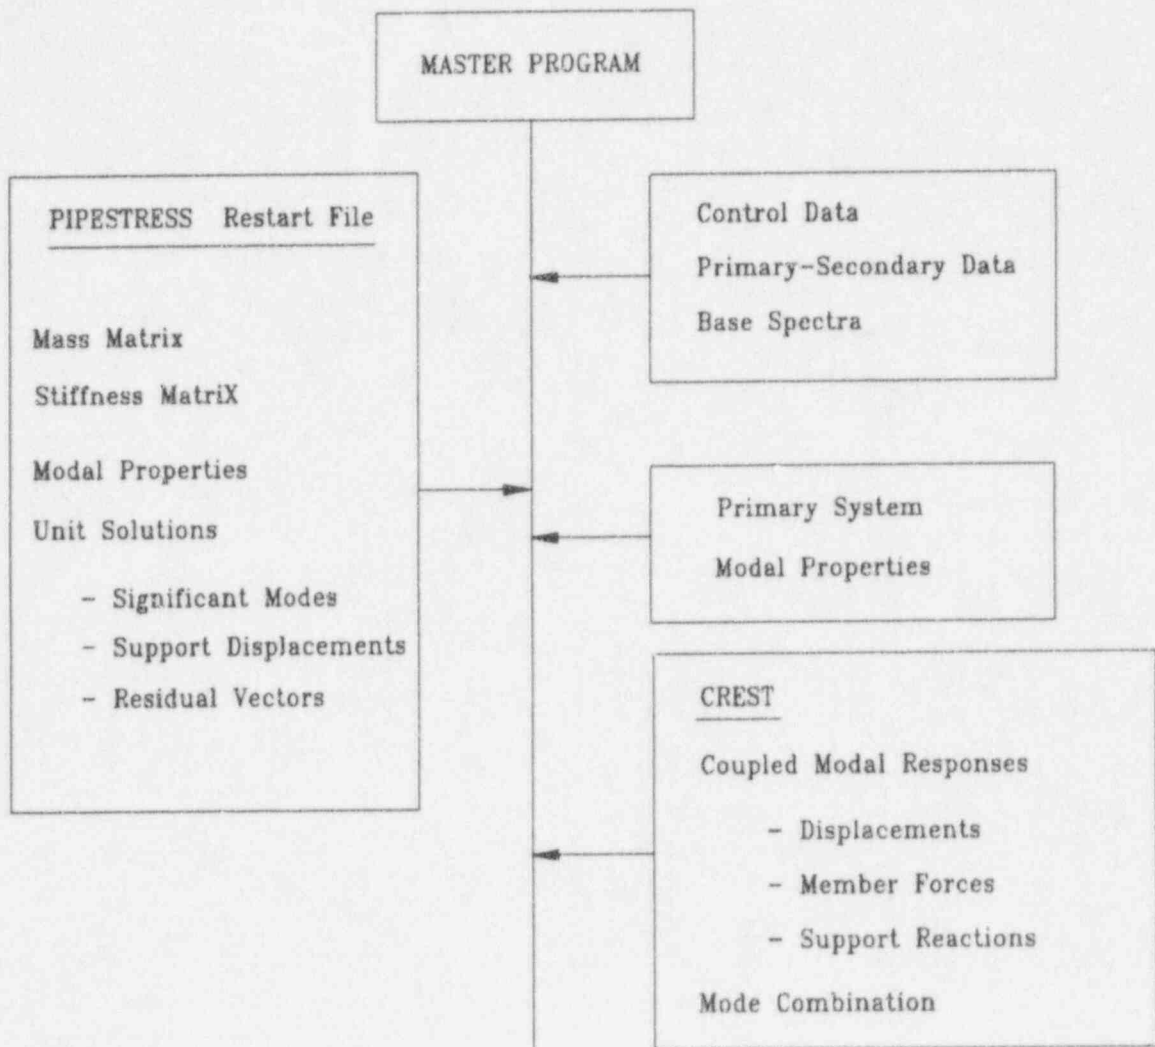 MASTER PROGRAM
PIPESTRESS Restart File
Mass Matrix
Stiffness MatriX
Modal Properties
Unit Solutions
- Significant Modes
- Support Displacements
- Residual Vectors
Control Data
Primary-Secondary Data
Base Spectra
Primary System
Modal Properties
CREST
Coupled Modal Responses
- Displacements
- Member Forces
- Support Reactions
Mode Combination